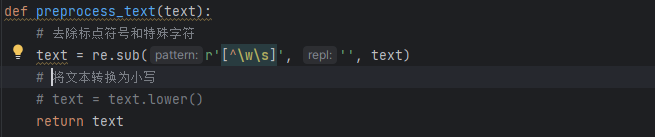 def preprocess_text(text):
# 去除标点符号和特殊字符
text = re.sub(pattern: r'[^\w\s]', repl: '', text)
# 将文本转换为小写
# text = text.lower()
return text